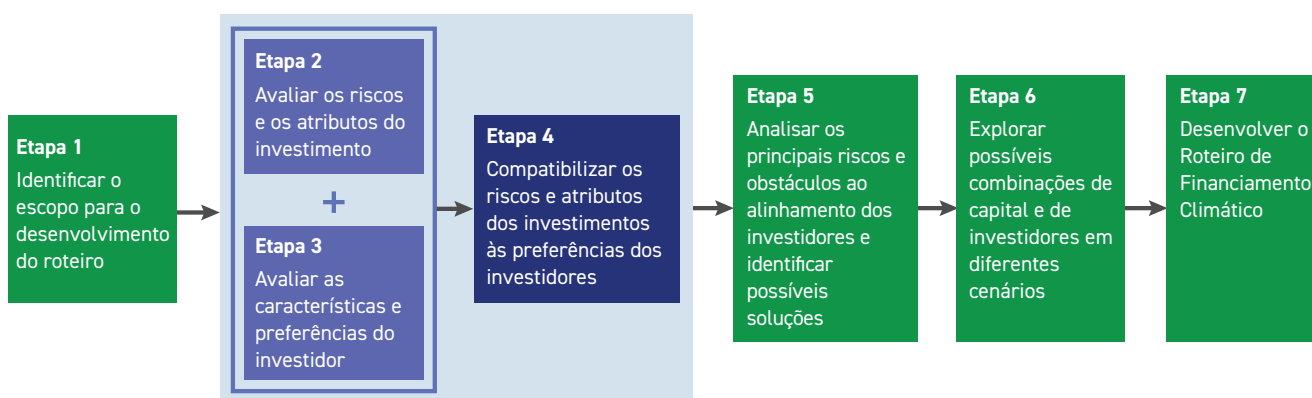 Etapa 1
Identificar o
escopo para o
desenvolvimento
do roteiro
Etapa 2
Avaliar os riscos
e os atributos do
investimento
+
Etapa 3
Avaliar as
características e
preferências do
investidor
Etapa 4
Compatibilizar os
riscos e atributos
dos investimentos
às preferências dos
investidores
Etapa 5
Analisar os
principais riscos e
obstáculos ao
alinhamento dos
investidores e
identificar
possíveis
soluções
Etapa 6
Explorar
possíveis
combinações de
capital e de
investidores em
diferentes
cenários
Etapa 7
Desenvolver o
Roteiro de
Financiamento
Climático